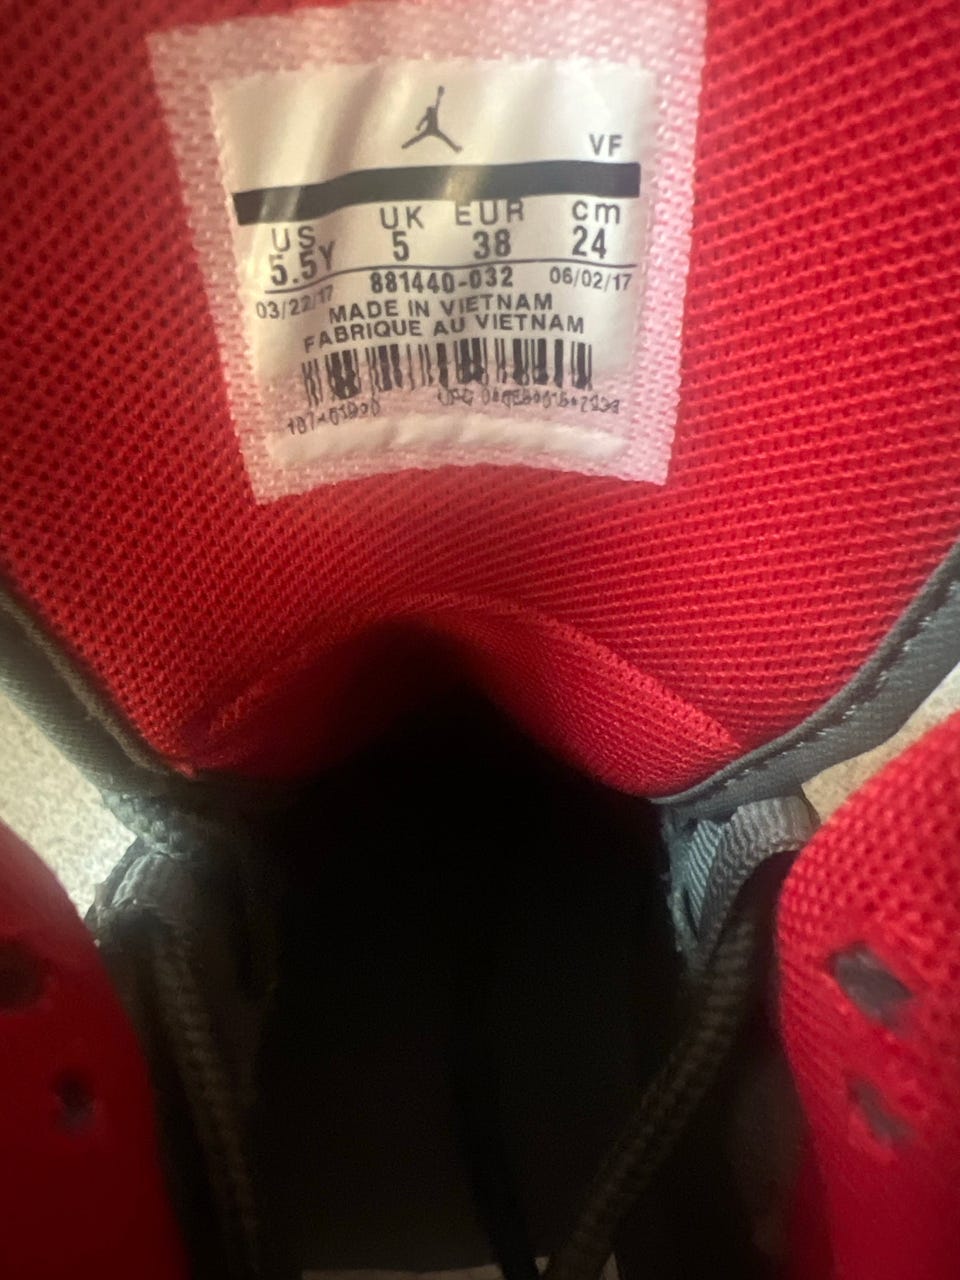 VF
US UK EUR cm
5.5Y 5 38 24
03/22/17 881440-032 06/02/17
MADE IN VIETNAM
FABRIQUE AU VIETNAM
UPC